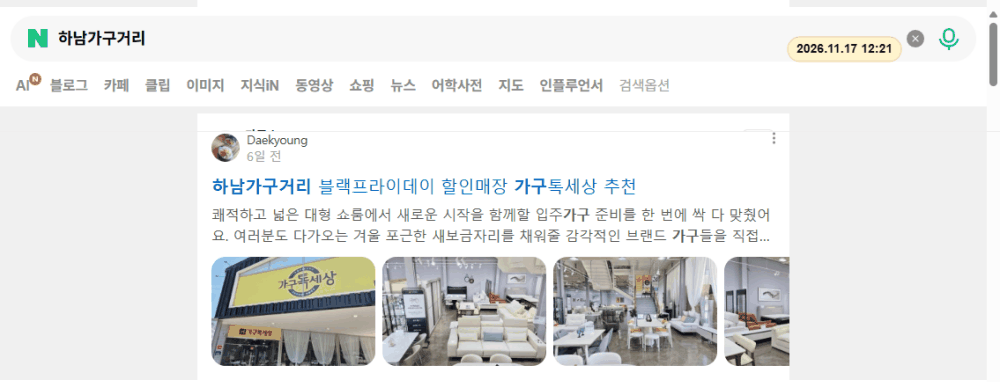 하남가구거리
2026.11.17 12:21
AI N 블로그 카페 클립 이미지 지식iN 동영상 쇼핑 뉴스 어학사전 지도 인플루언서 검색옵션
Daekyoung
6일 전
하남가구거리 블랙프라이데이 할인매장 가구톡세상 추천
쾌적하고 넓은 대형 쇼룸에서 새로운 시작을 함께할 입주가구 준비를 한 번에 싹 다 맞췄어
요. 여러분도 다가오는 겨울 포근한 새보금자리를 채워줄 감각적인 브랜드 가구들을 직접...
가구톡세상
가구톡세상